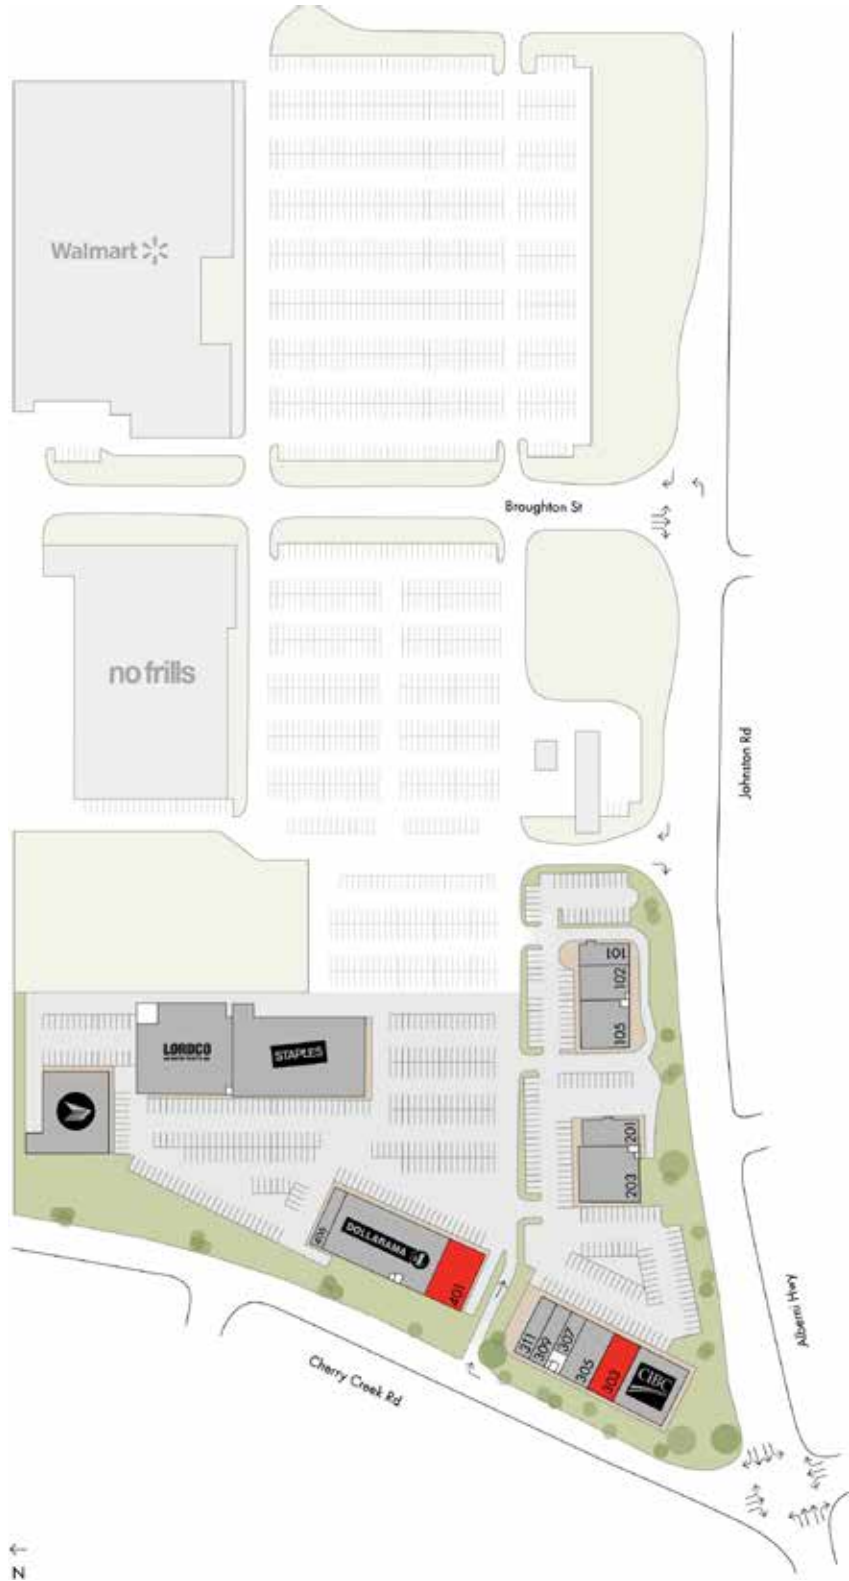 Walmart
Broughton St
no frills
Johnston Rd
101
102
105
LORDCO
STAPLES
201
203
406
DOLLARAMA
401
311
309
307
305
303
CIBC
Alberni Hwy
Cherry Creek Rd
N